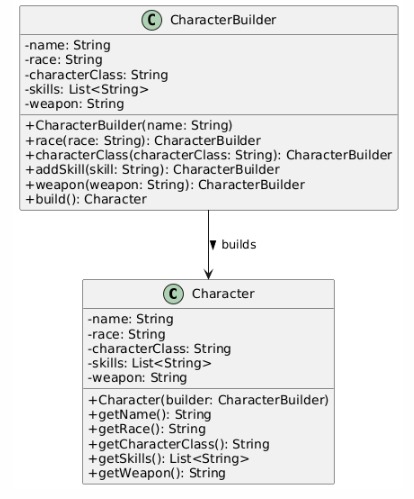 C CharacterBuilder
-name: String
-race: String
-characterClass: String
-skills: List<String>
-weapon: String
+CharacterBuilder(name: String)
+race(race: String): CharacterBuilder
+characterClass(characterClass: String): CharacterBuilder
+addSkill(skill: String): CharacterBuilder
+weapon(weapon: String): CharacterBuilder
+build(): Character
builds
C Character
-name: String
-race: String
-characterClass: String
-skills: List<String>
-weapon: String
+Character(builder: CharacterBuilder)
+getName(): String
+getRace(): String
+getCharacterClass(): String
+getSkills(): List<String>
+getWeapon(): String